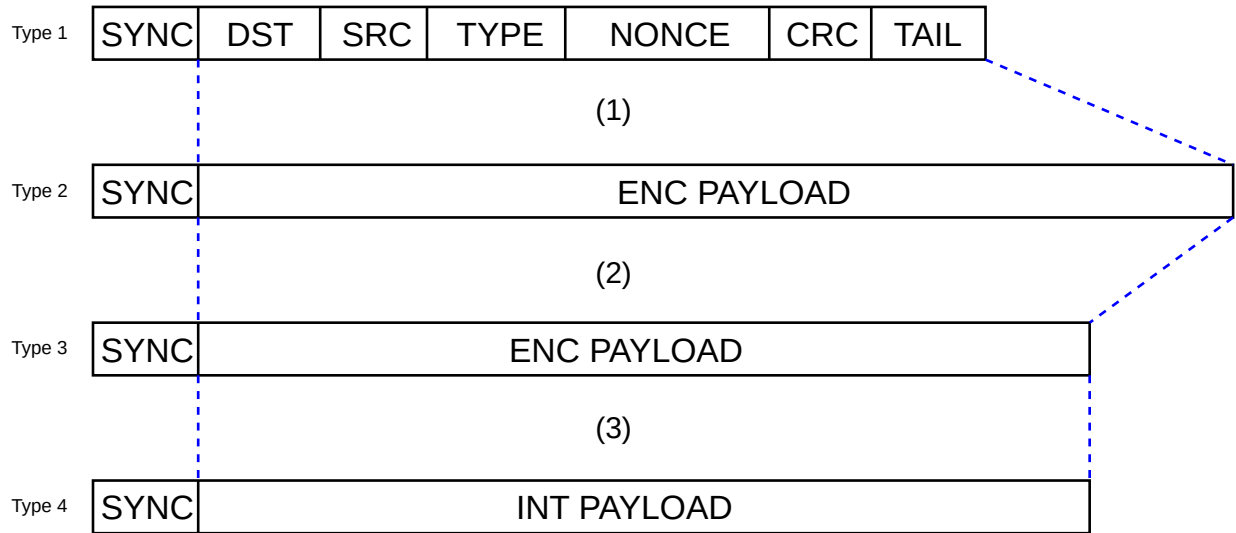 Type 1 SYNC DST SRC TYPE NONCE CRC TAIL
(1)
Type 2 SYNC ENC PAYLOAD
(2)
Type 3 SYNC ENC PAYLOAD
(3)
Type 4 SYNC INT PAYLOAD